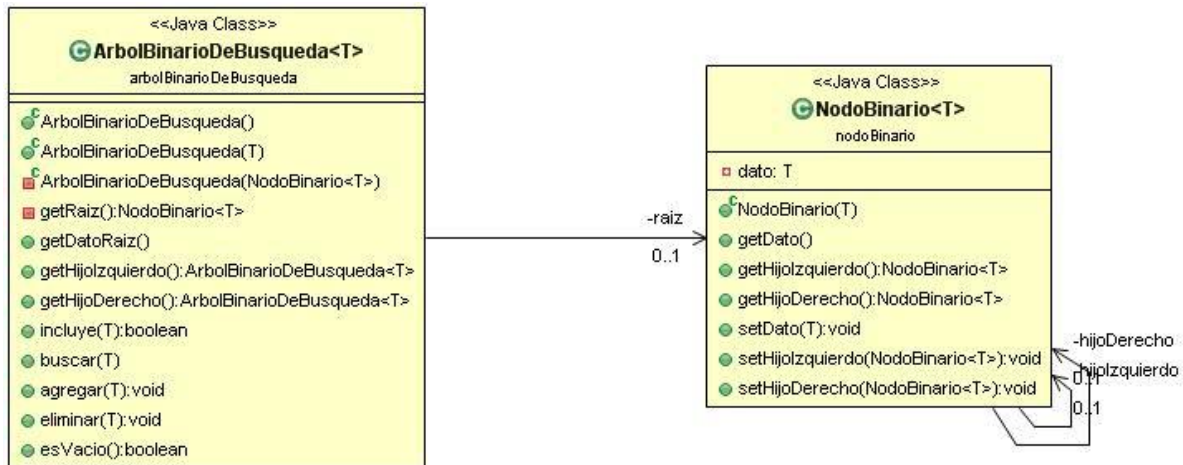 <<Java Class>>
ArbolBinarioDeBusqueda<T>
arbolBinarioDeBusqueda
ArbolBinarioDeBusqueda()
ArbolBinarioDeBusqueda(T)
ArbolBinarioDeBusqueda(NodoBinario<T>)
getRaiz():NodoBinario<T>
getDatoRaiz()
getHijoIzquierdo():ArbolBinarioDeBusqueda<T>
getHijoDerecho():ArbolBinarioDeBusqueda<T>
incluye(T):boolean
buscar(T)
agregar(T):void
eliminar(T):void
esVacio():boolean
-raiz
0..1
<<Java Class>>
NodoBinario<T>
nodoBinario
dato: T
NodoBinario(T)
getDato()
getHijoIzquierdo():NodoBinario<T>
getHijoDerecho():NodoBinario<T>
setDato(T):void
setHijoIzquierdo(NodoBinario<T>):void
setHijoDerecho(NodoBinario<T>):void
-hijoDerecho
-hijoIzquierdo
0..1
0..1